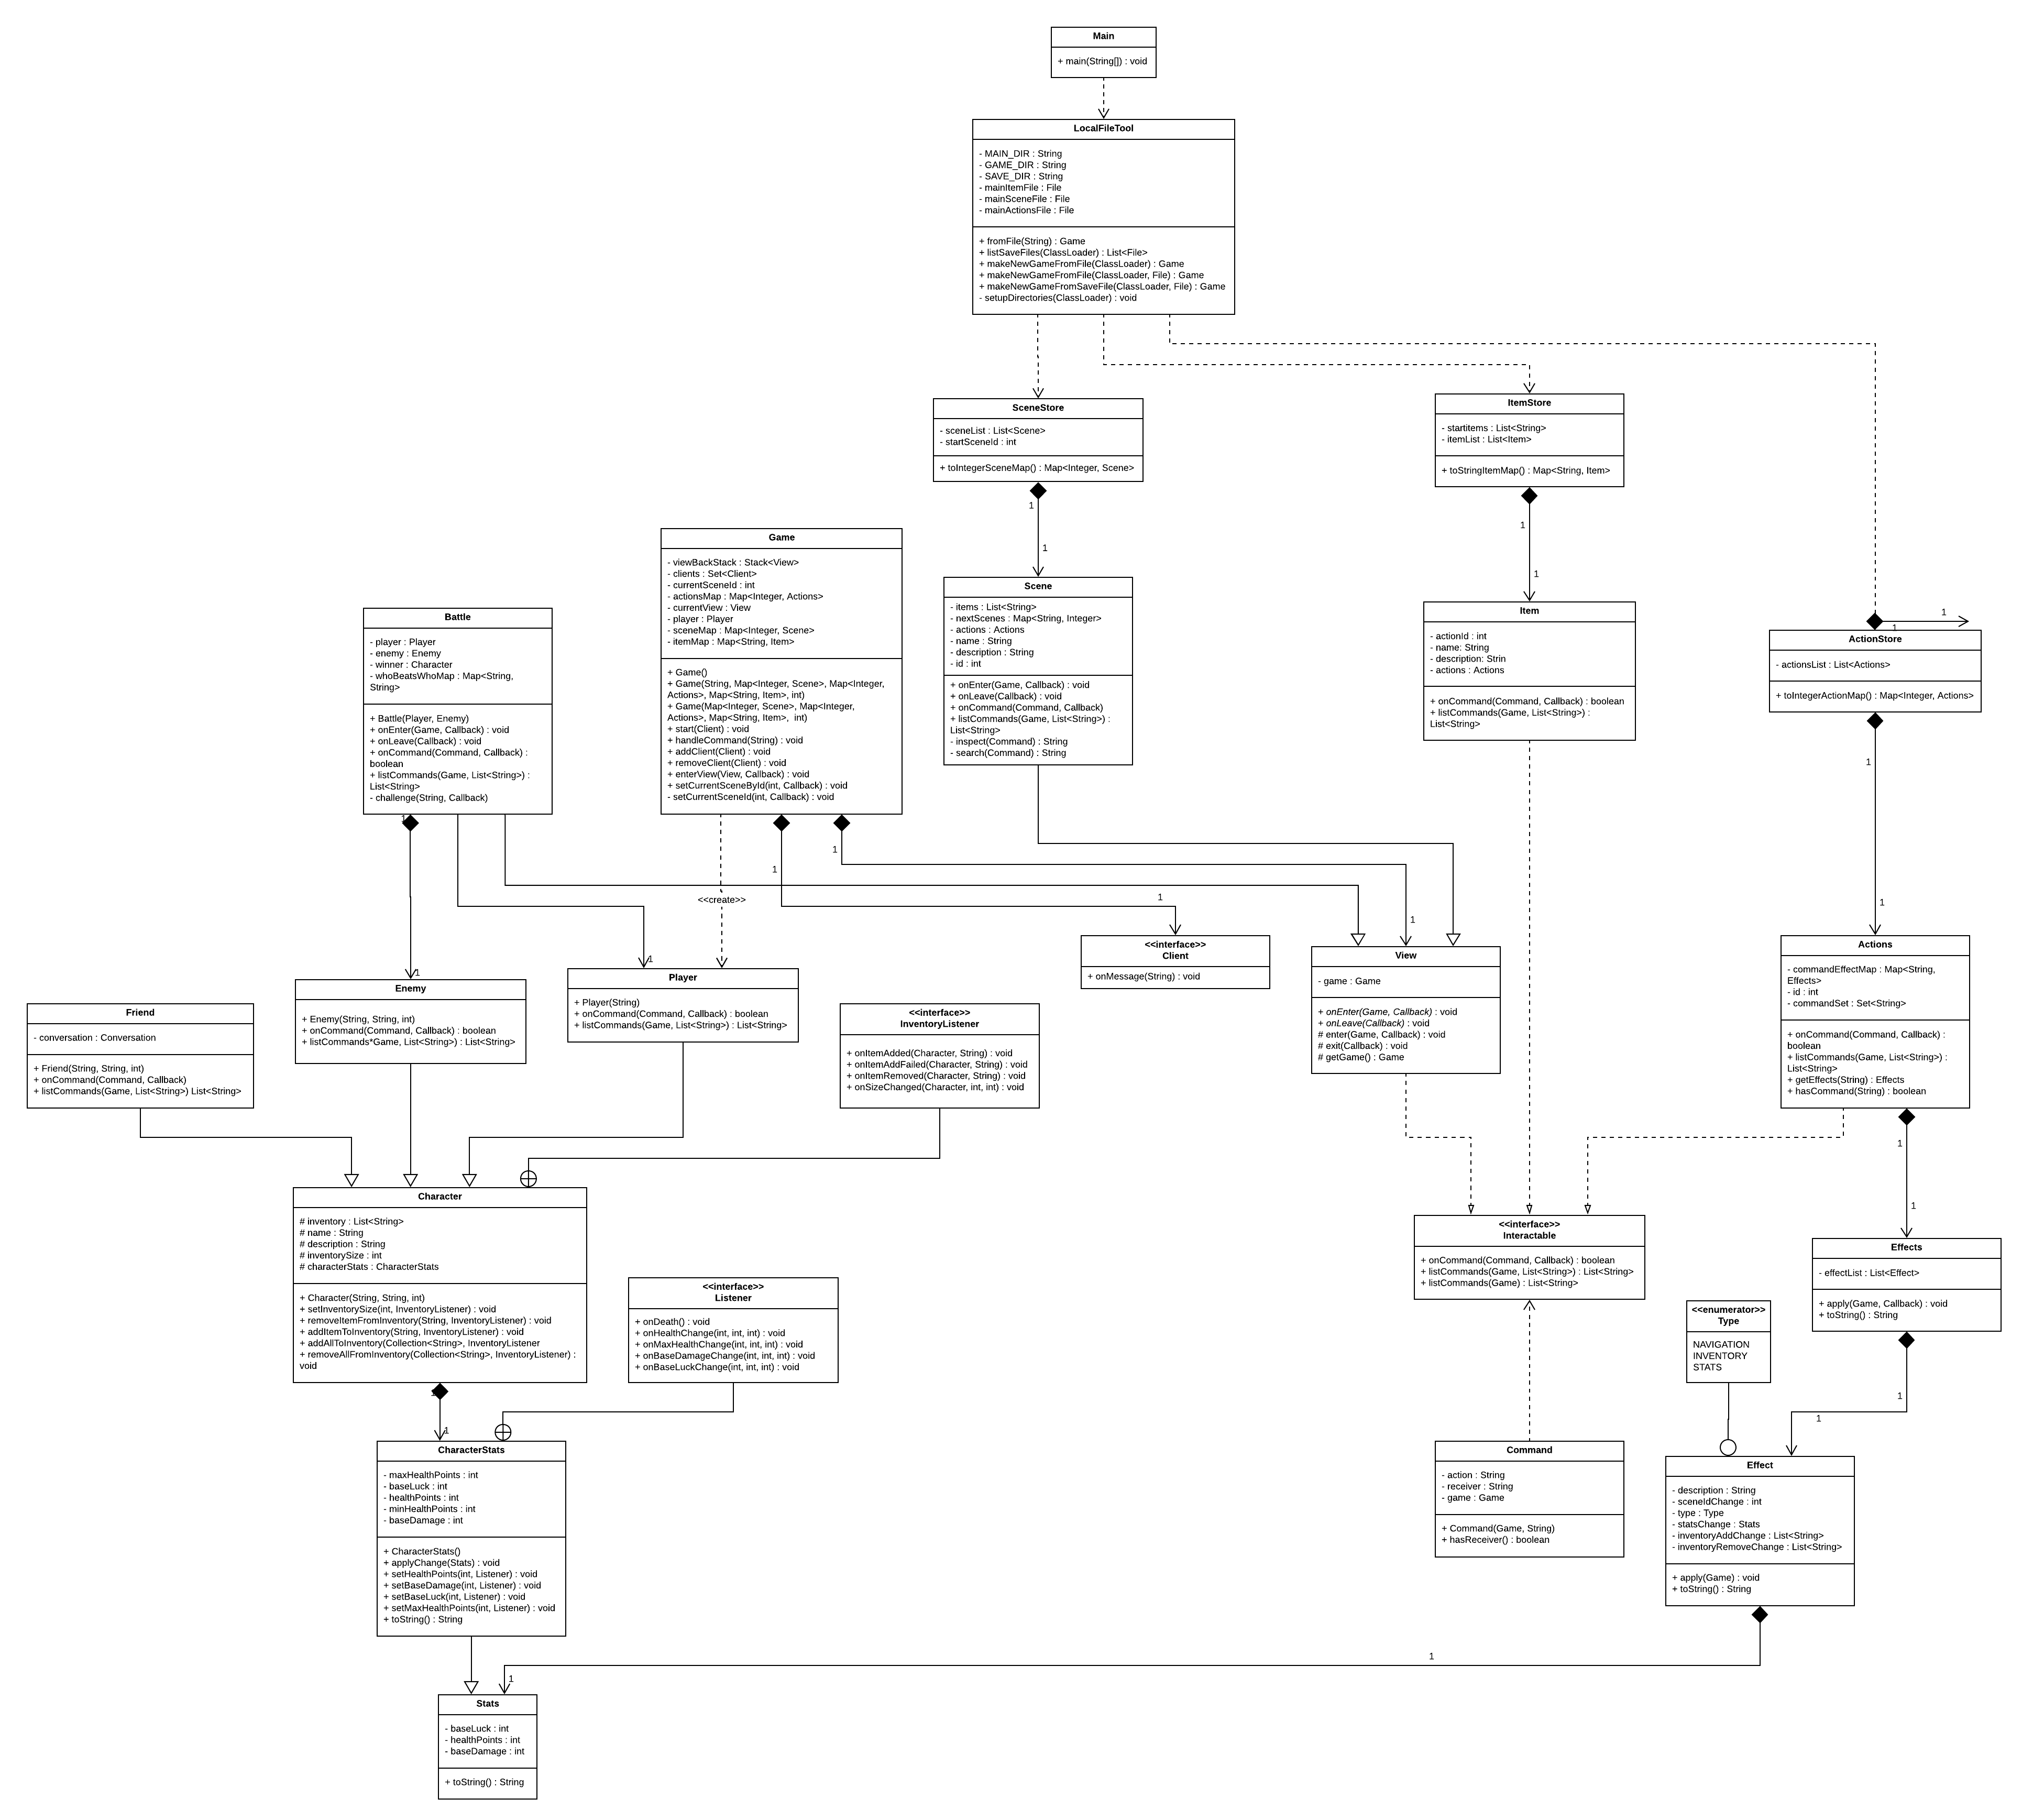 Main
+ main(String[]) : void
LocalFileTool
- MAIN_DIR : String
- GAME_DIR : String
- SAVE_DIR : String
- mainItemFile : File
- mainSceneFile : File
- mainActionsFile : File
+ fromFile(String) : Game
+ listSaveFiles(ClassLoader) : List<File>
+ makeNewGameFromFile(ClassLoader) : Game
+ makeNewGameFromFile(ClassLoader, File) : Game
+ makeNewGameFromSaveFile(ClassLoader, File) : Game
- setupDirectories(ClassLoader) : void
SceneStore
- sceneList : List<Scene>
- startSceneId : int
+ toIntegerSceneMap() : Map<Integer, Scene>
1
1
ItemStore
- startitems : List<String>
- itemList : List<Item>
+ toStringItemMap() : Map<String, Item>
1
1
Game
- viewBackStack : Stack<View>
- clients : Set<Client>
- currentSceneId : int
- actionsMap : Map<Integer, Actions>
- currentView : View
- player : Player
- sceneMap : Map<Integer, Scene>
- itemMap : Map<String, Item>
+ Game()
+ Game(String, Map<Integer, Scene>, Map<Integer,
Actions>, Map<String, Item>, int)
+ Game(Map<Integer, Scene>, Map<Integer,
Actions>, Map<String, Item>,  int)
+ start(Client) : void
+ handleCommand(String) : void
+ addClient(Client) : void
+ removeClient(Client) : void
+ enterView(View, Callback) : void
+ setCurrentSceneById(int, Callback) : void
- setCurrentSceneId(int, Callback) : void
Scene
- items : List<String>
- nextScenes : Map<String, Integer>
- actions : Actions
- name : String
- description : String
- id : int
+ onEnter(Game, Callback) : void
+ onLeave(Callback) : void
+ onCommand(Command, Callback)
+ listCommands(Game, List<String>) :
List<String>
- inspect(Command) : String
- search(Command) : String
Item
- actionId : int
- name: String
- description: Strin
- actions : Actions
+ onCommand(Command, Callback) : boolean
+ listCommands(Game, List<String>) :
List<String>
1
1
ActionStore
- actionsList : List<Actions>
+ toIntegerActionMap() : Map<Integer, Actions>
1
1
Battle
- player : Player
- enemy : Enemy
- winner : Character
- whoBeatsWhoMap : Map<String,
String>
+ Battle(Player, Enemy)
+ onEnter(Game, Callback) : void
+ onLeave(Callback) : void
+ onCommand(Command, Callback) :
boolean
+ listCommands(Game, List<String>) :
List<String>
- challenge(String, Callback)
1
1
1
<<create>>
1
1
1
1
<<interface>>
Client
+ onMessage(String) : void
View
- game : Game
+ onEnter(Game, Callback) : void
+ onLeave(Callback) : void
# enter(Game, Callback) : void
# exit(Callback) : void
# getGame() : Game
Actions
- commandEffectMap : Map<String,
Effects>
- id : int
- commandSet : Set<String>
+ onCommand(Command, Callback) :
boolean
+ listCommands(Game, List<String>) :
List<String>
+ getEffects(String) : Effects
+ hasCommand(String) : boolean
1
1
Friend
- conversation : Conversation
+ Friend(String, String, int)
+ onCommand(Command, Callback)
+ listCommands(Game, List<String>) List<String>
Enemy
+ Enemy(String, String, int)
+ onCommand(Command, Callback) : boolean
+ listCommands*Game, List<String>) : List<String>
Player
+ Player(String)
+ onCommand(Command, Callback) : boolean
+ listCommands(Game, List<String>) : List<String>
<<interface>>
InventoryListener
+ onItemAdded(Character, String) : void
+ onItemAddFailed(Character, String) : void
+ onItemRemoved(Character, String) : void
+ onSizeChanged(Character, int, int) : void
Character
# inventory : List<String>
# name : String
# description : String
# inventorySize : int
# characterStats : CharacterStats
+ Character(String, String, int)
+ setInventorySize(int, InventoryListener) : void
+ removeItemFromInventory(String, InventoryListener) : void
+ addItemToInventory(String, InventoryListener) : void
+ addAllToInventory(Collection<String>, InventoryListener
+ removeAllFromInventory(Collection<String>, InventoryListener) :
void
1
1
<<interface>>
Listener
+ onDeath() : void
+ onHealthChange(int, int, int) : void
+ onMaxHealthChange(int, int, int) : void
+ onBaseDamageChange(int, int, int) : void
+ onBaseLuckChange(int, int, int) : void
<<interface>>
Interactable
+ onCommand(Command, Callback) : boolean
+ listCommands(Game, List<String>) : List<String>
+ listCommands(Game) : List<String>
Effects
- effectList : List<Effect>
+ apply(Game, Callback) : void
+ toString() : String
1
1
<<enumerator>>
Type
NAVIGATION
INVENTORY
STATS
CharacterStats
- maxHealthPoints : int
- baseLuck : int
- healthPoints : int
- minHealthPoints : int
- baseDamage : int
+ CharacterStats()
+ applyChange(Stats) : void
+ setHealthPoints(int, Listener) : void
+ setBaseDamage(int, Listener) : void
+ setBaseLuck(int, Listener) : void
+ setMaxHealthPoints(int, Listener) : void
+ toString() : String
Command
- action : String
- receiver : String
- game : Game
+ Command(Game, String)
+ hasReceiver() : boolean
Effect
- description : String
- sceneIdChange : int
- type : Type
- statsChange : Stats
- inventoryAddChange : List<String>
- inventoryRemoveChange : List<String>
+ apply(Game) : void
+ toString() : String
1
1
Stats
- baseLuck : int
- healthPoints : int
- baseDamage : int
+ toString() : String